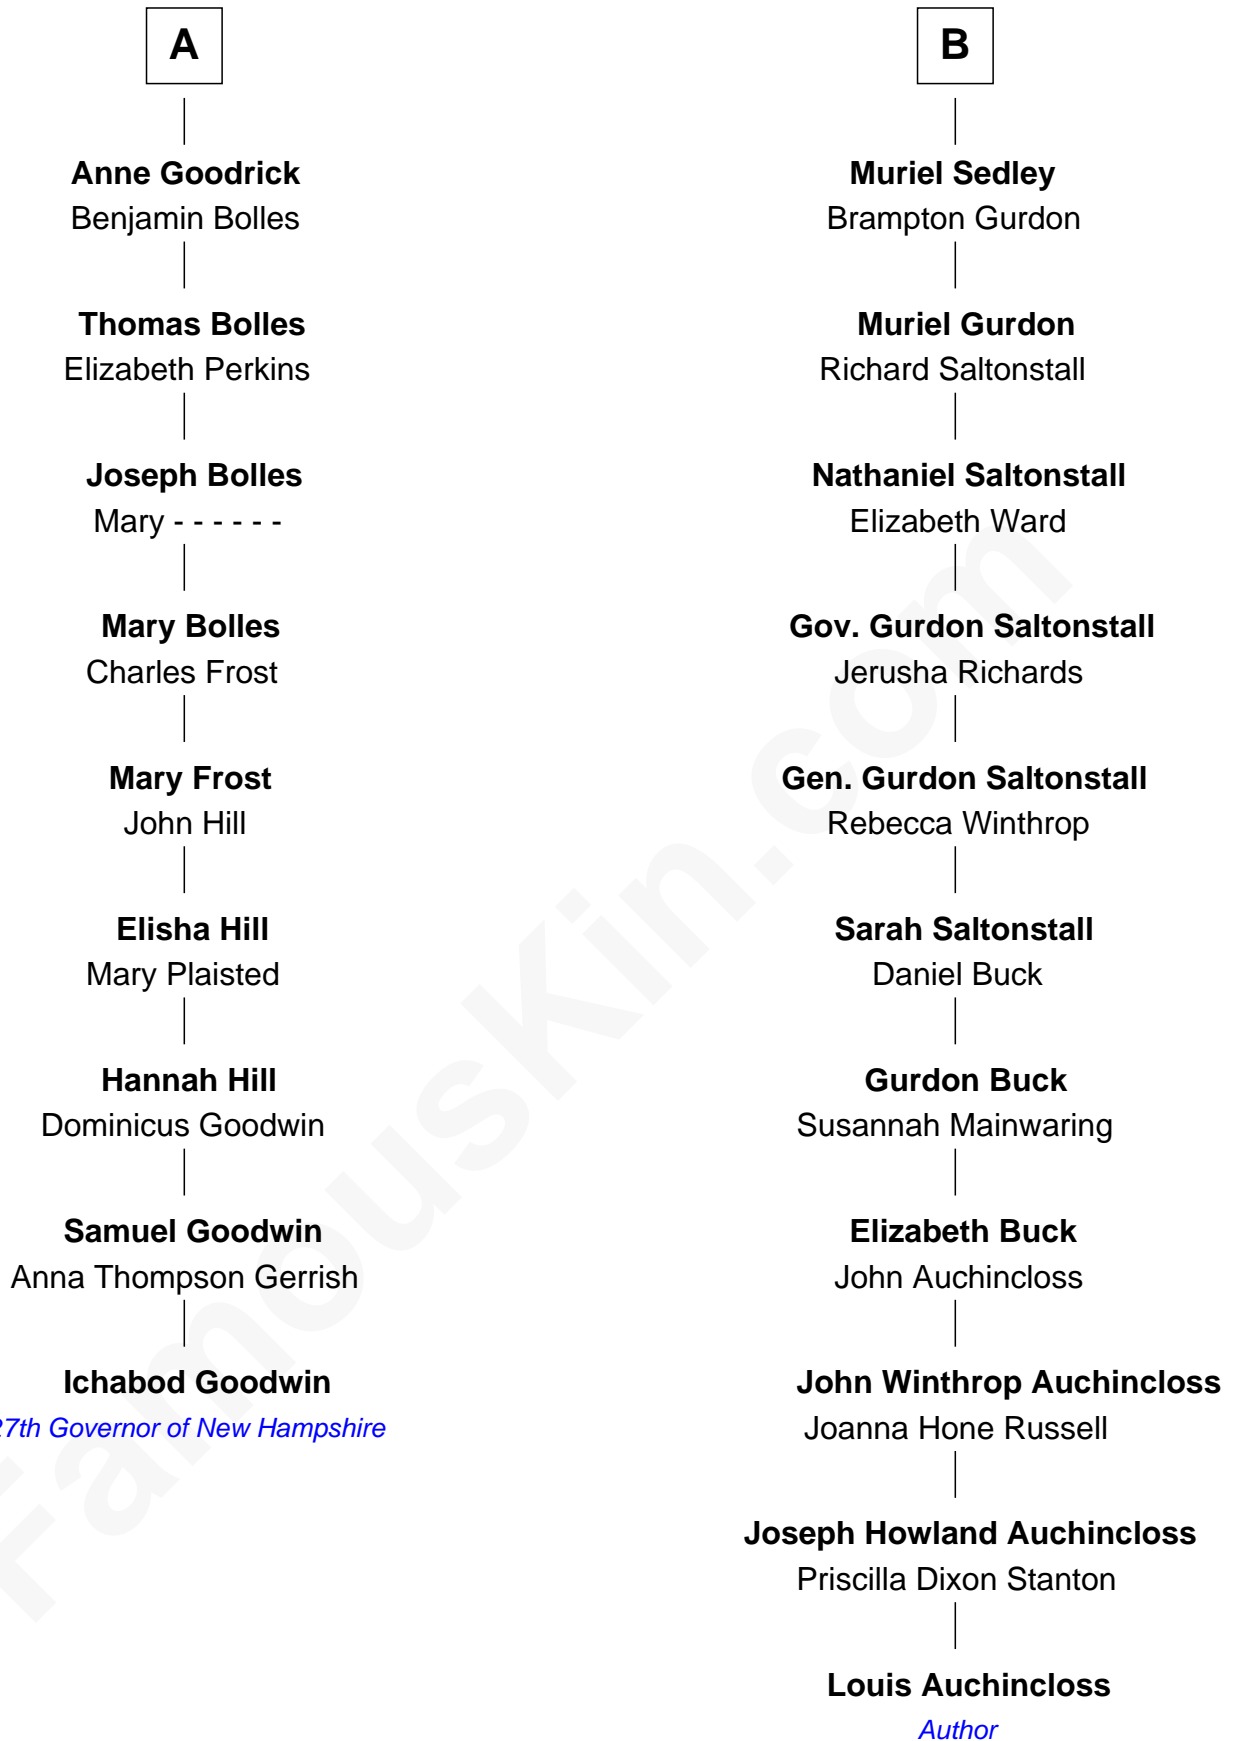 A
Anne Goodrick
Benjamin Bolles
Thomas Bolles
Elizabeth Perkins
Joseph Bolles
Mary - - - - - -
Mary Bolles
Charles Frost
Mary Frost
John Hill
Elisha Hill
Mary Plaisted
Hannah Hill
Dominicus Goodwin
Samuel Goodwin
Anna Thompson Gerrish
Ichabod Goodwin
27th Governor of New Hampshire
B
Muriel Sedley
Brampton Gurdon
Muriel Gurdon
Richard Saltonstall
Nathaniel Saltonstall
Elizabeth Ward
Gov. Gurdon Saltonstall
Jerusha Richards
Gen. Gurdon Saltonstall
Rebecca Winthrop
Sarah Saltonstall
Daniel Buck
Gurdon Buck
Susannah Mainwaring
Elizabeth Buck
John Auchincloss
John Winthrop Auchincloss
Joanna Hone Russell
Joseph Howland Auchincloss
Priscilla Dixon Stanton
Louis Auchincloss
Author
FamousKin.com